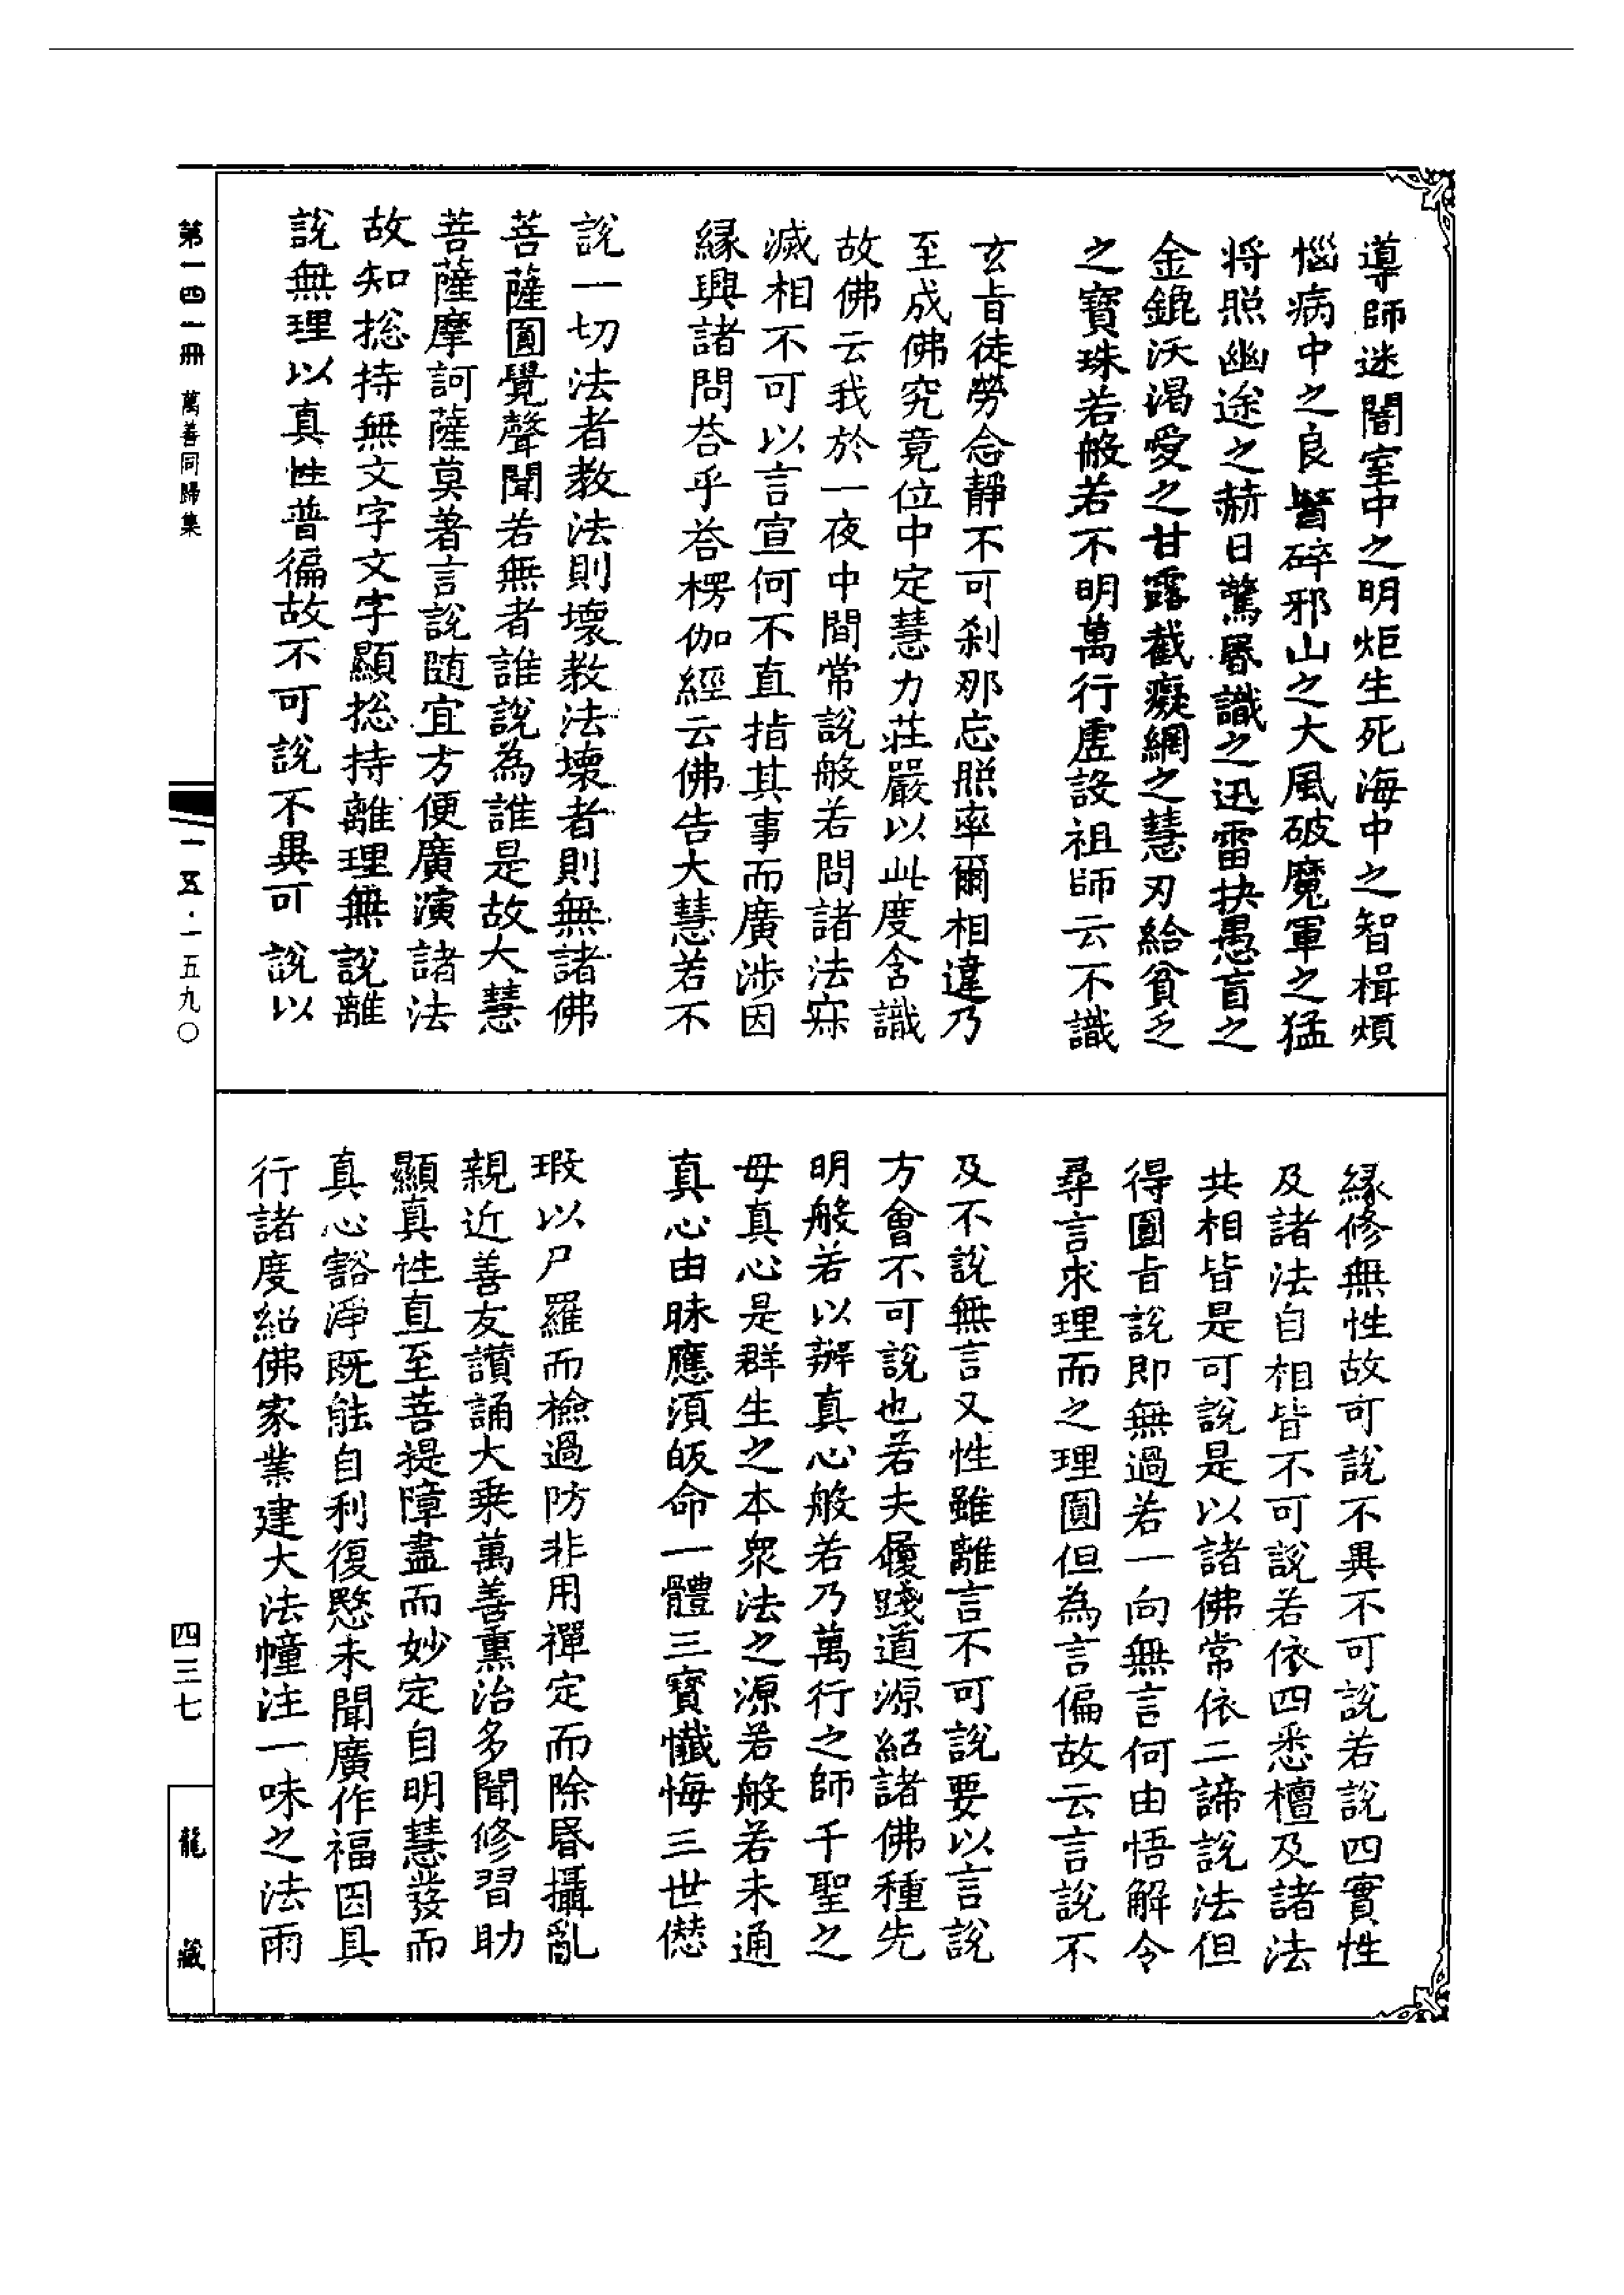 導師迷闇室中之明炬生死海中之智楫煩
惱病中之良醫碎邪山之大風破魔軍之猛
將照幽途之赫日驚昬識之迅雷抉愚盲之
金鎞沃渴愛之甘露截癡網之慧刃給貧乏
之寶珠若般若不明萬行虛設祖師云不識
玄旨徒勞念靜不可刹那忘照率爾相違乃
至成佛究竟位中定慧力莊嚴以此度含識
故佛云我於一夜中間常說般若問諸法寂
滅相不可以言宣何不直指其事而廣涉因
緣興諸問荅乎荅楞伽經云佛告大慧若不
說一切法者教法則壞教法壞者則無諸佛
菩薩圓覺聲聞若無者誰說為誰是故大慧
菩薩摩訶薩莫著言說隨宜方便廣演諸法
故知捴持無文字文字顯捴持離理無說離
說無理以真性普徧故不可說不異可說以
緣修無性故可說不異不可說若說四實性
及諸法自相皆不可說若依四悉檀及諸法
共相皆是可說是以諸佛常依二諦說法但
得圓旨說即無過若一向無言何由悟解令
尋言求理而之理圓但為言偏故云言說不
及不說無言又性雖離言不可說要以言說
方會不可說也若夫履踐道源紹諸佛種先
明般若以辦真心般若乃萬行之師千聖之
母真心是群生之本衆法之源若般若未通
真心由昧應須皈命一體三寳懺悔三世僁
瑕以尸羅而檢過防非用禪定而除昬攝亂
親近善友讚誦大乗萬善熏治多聞修習助
顯真性直至菩提障盡而妙定自明慧發而
真心豁淨既能自利復愍未聞廣作福因具
行諸度紹佛家業建大法幢注一味之法雨
第一四一冊 萬善同歸集
一五·一五九〇
四三七
龍藏